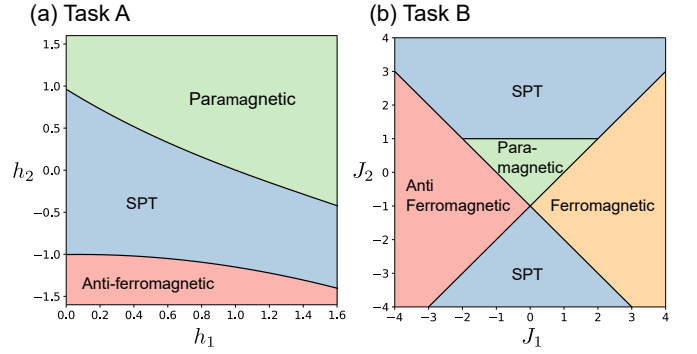 (a) Task A
1.5
1.0
0.5
0.0
−0.5
−1.0
−1.5
h₂
Paramagnetic
SPT
Anti-ferromagnetic
0.0 0.2 0.4 0.6 0.8 1.0 1.2 1.4 1.6
h₁
(b) Task B
4
3
2
1
0
−1
−2
−3
−4
J₂
SPT
Para-
magnetic
Anti
Ferromagnetic
Ferromagnetic
SPT
−4 −3 −2 −1 0 1 2 3 4
J₁